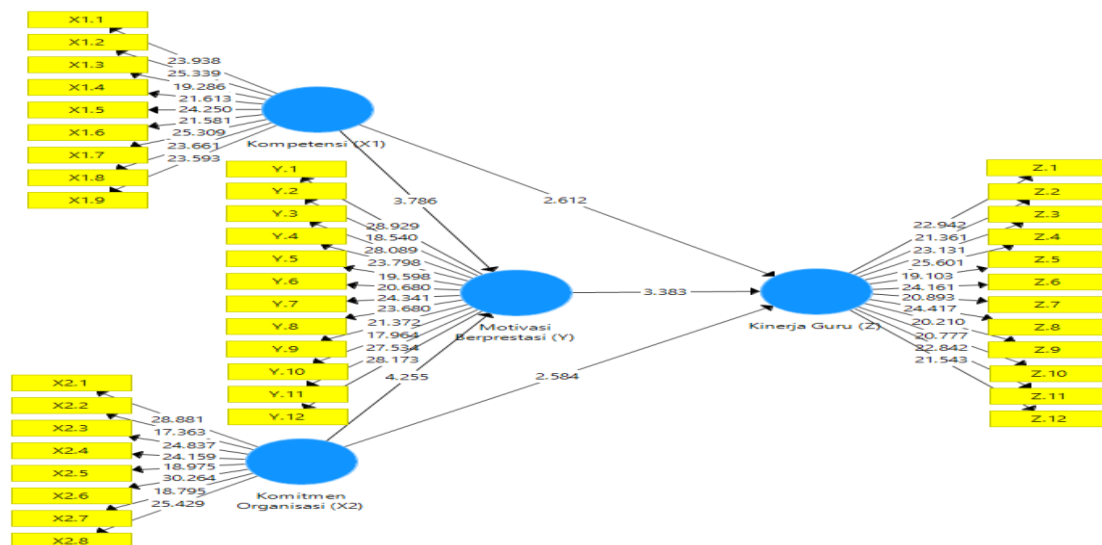 X1.1
X1.2
X1.3
X1.4
X1.5
X1.6
X1.7
X1.8
X1.9
23.938
25.339
19.286
21.613
24.250
21.581
25.309
23.661
23.593
Kompetensi (X1)
Y.1
Y.2
Y.3
Y.4
Y.5
Y.6
Y.7
Y.8
Y.9
Y.10
Y.11
Y.12
28.929
18.540
28.089
23.798
19.598
20.680
24.341
23.680
21.372
17.964
27.534
28.173
3.786
2.612
3.383
4.255
2.584
Motivasi
Berprestasi (Y)
X2.1
X2.2
X2.3
X2.4
X2.5
X2.6
X2.7
X2.8
28.881
17.363
24.837
24.159
18.975
30.264
18.795
25.429
Komitmen
Organisasi (X2)
Kinerja Guru (Z)
22.942
21.361
23.131
25.601
19.103
24.161
20.893
24.417
20.210
20.777
22.842
21.543
Z.1
Z.2
Z.3
Z.4
Z.5
Z.6
Z.7
Z.8
Z.9
Z.10
Z.11
Z.12